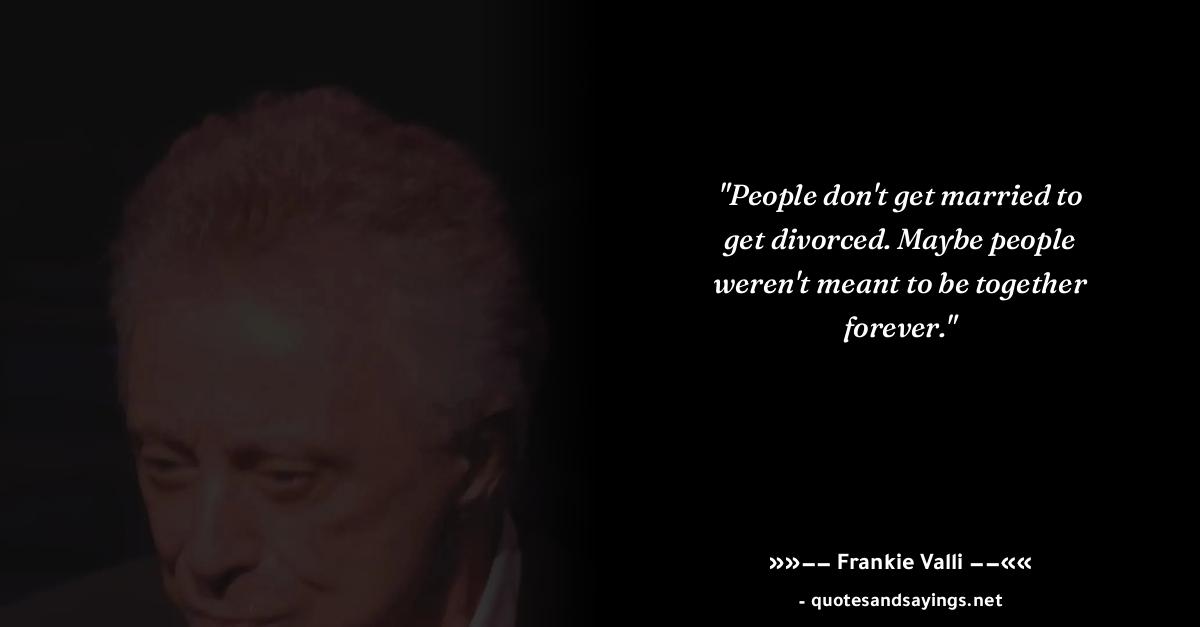 "People don't get married to
get divorced. Maybe people
weren't meant to be together
forever."
»»–– Frankie Valli ––««
- quotesandsayings.net